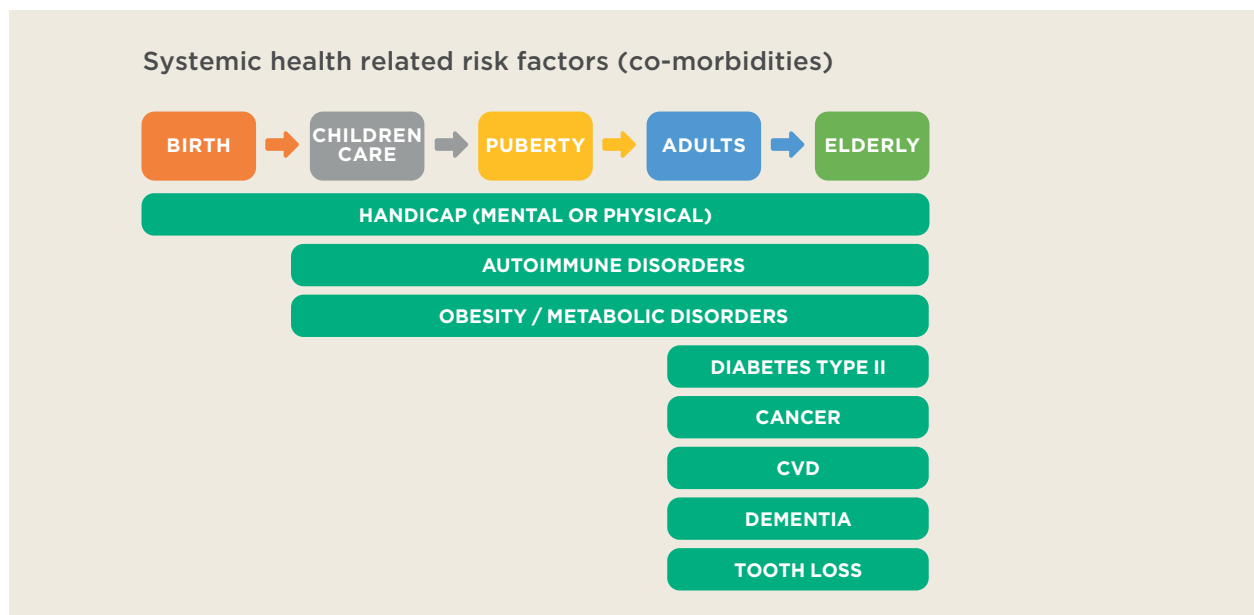 Systemic health related risk factors (co-morbidities)
BIRTH
CHILDREN
CARE
PUBERTY
ADULTS
ELDERLY
HANDICAP (MENTAL OR PHYSICAL)
AUTOIMMUNE DISORDERS
OBESITY / METABOLIC DISORDERS
DIABETES TYPE II
CANCER
CVD
DEMENTIA
TOOTH LOSS